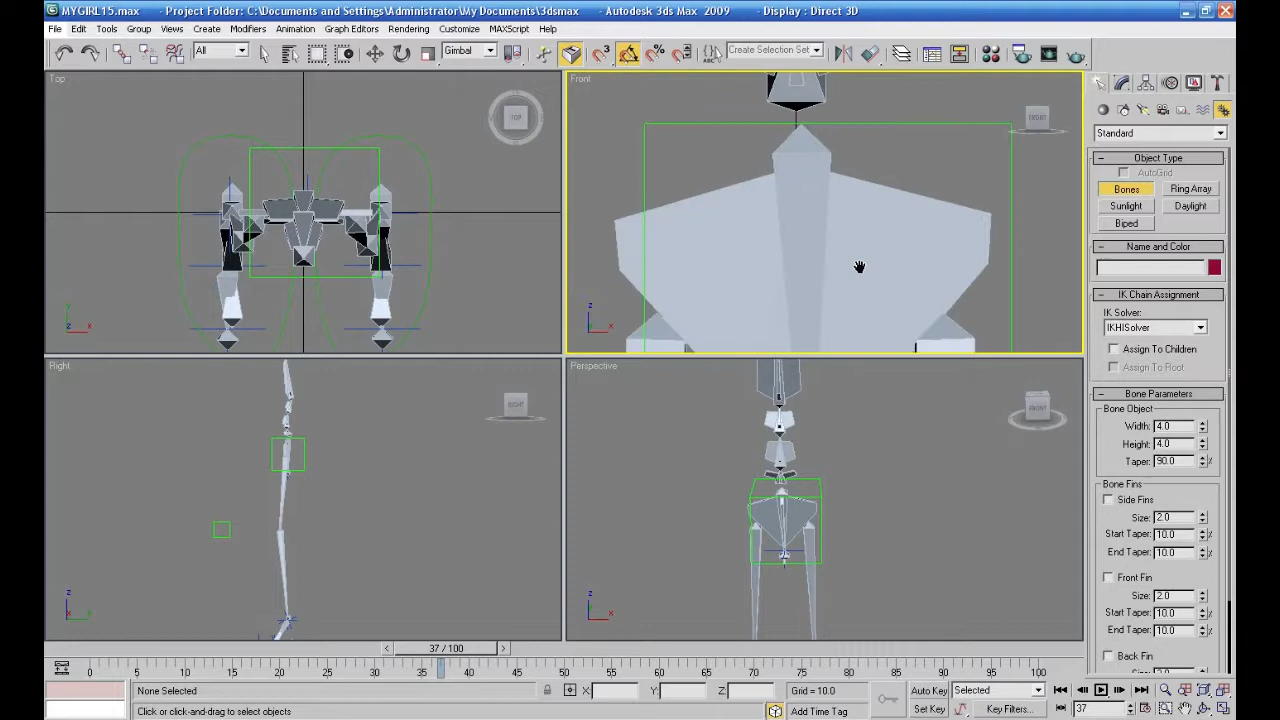 MYGIRL15.max - Project Folder: C:\Documents and Settings\Administrator\My Documents\3dsmax - Autodesk 3ds Max 2009 - Display : Direct 3D
File Edit Tools Group Views Create Modifiers Animation Graph Editors Rendering Customize MAXScript Help
All Gimbal 3 Create Selection Set
Top
TOP
Front
FRONT
Right
RIGHT
Perspective
FRONT
Standard
Object Type
AutoGrid
Bones Ring Array
Sunlight Daylight
Biped
Name and Color
IK Chain Assignment
IK Solver:
IKHISolver
Assign To Children
Assign To Root
Bone Parameters
Bone Object
Width: 4.0
Height: 4.0
Taper: 90.0 %
Bone Fins
Side Fins
Size: 2.0
Start Taper: 10.0 %
End Taper: 10.0 %
Front Fin
Size: 2.0
Start Taper: 10.0 %
End Taper: 10.0 %
Back Fin
37 / 100
0 5 10 15 20 25 30 35 40 45 50 55 60 65 70 75 80 85 90 95 100
None Selected X: Y: Z: Grid = 10.0 Auto Key Selected
Click or click-and-drag to select objects Add Time Tag Set Key Key Filters... 37